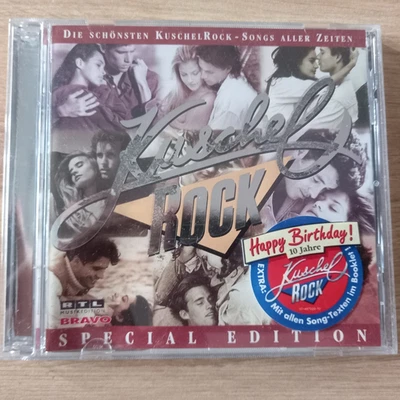 DIE SCHÖNSTEN KUSCHELROCK-SONGS ALLER ZEITEN
Kuschel
ROCK
Happy Birthday!
10 Jahre
Kuschel
ROCK
EXTRA: Mit allen Song-Texten im Booklet!
RTL
MUSIKEDITION
BRAVO
SPECIAL EDITION